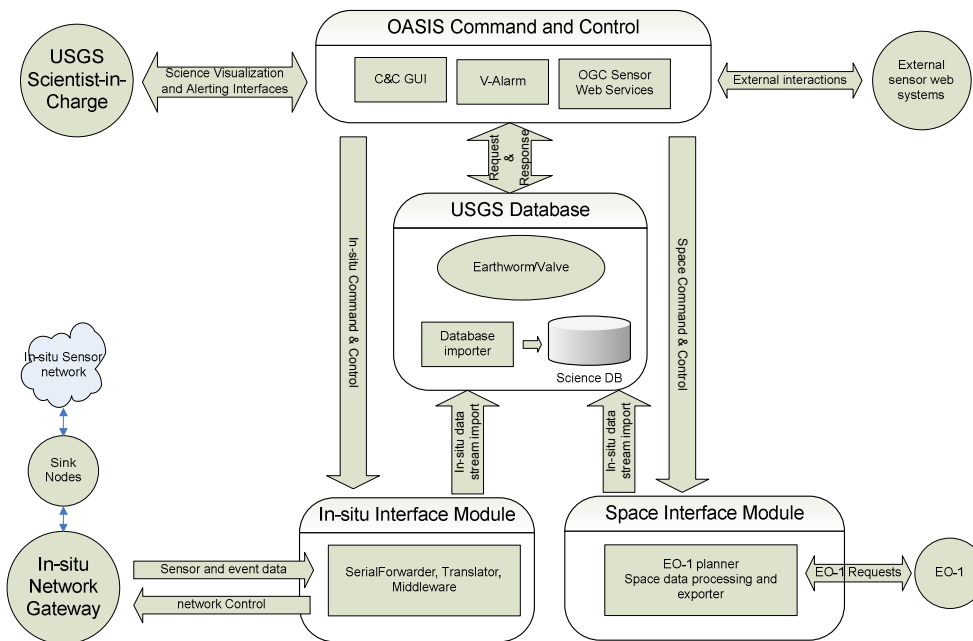 OASIS Command and Control
USGS
Scientist-in-
Charge
Science Visualization
and Alerting Interfaces
C&C GUI
V-Alarm
OGC Sensor
Web Services
External interactions
External
sensor web
systems
Request
&
Response
USGS Database
Earthworm/Valve
Database
importer
Science DB
In-situ Command & Control
Space Command & Control
In-situ Sensor
network
Sink
Nodes
In-situ
Network
Gateway
In-situ data
stream import
In-situ data
stream import
In-situ Interface Module
SerialForwarder, Translator,
Middleware
Sensor and event data
network Control
Space Interface Module
EO-1 planner
Space data processing and
exporter
EO-1 Requests
EO-1